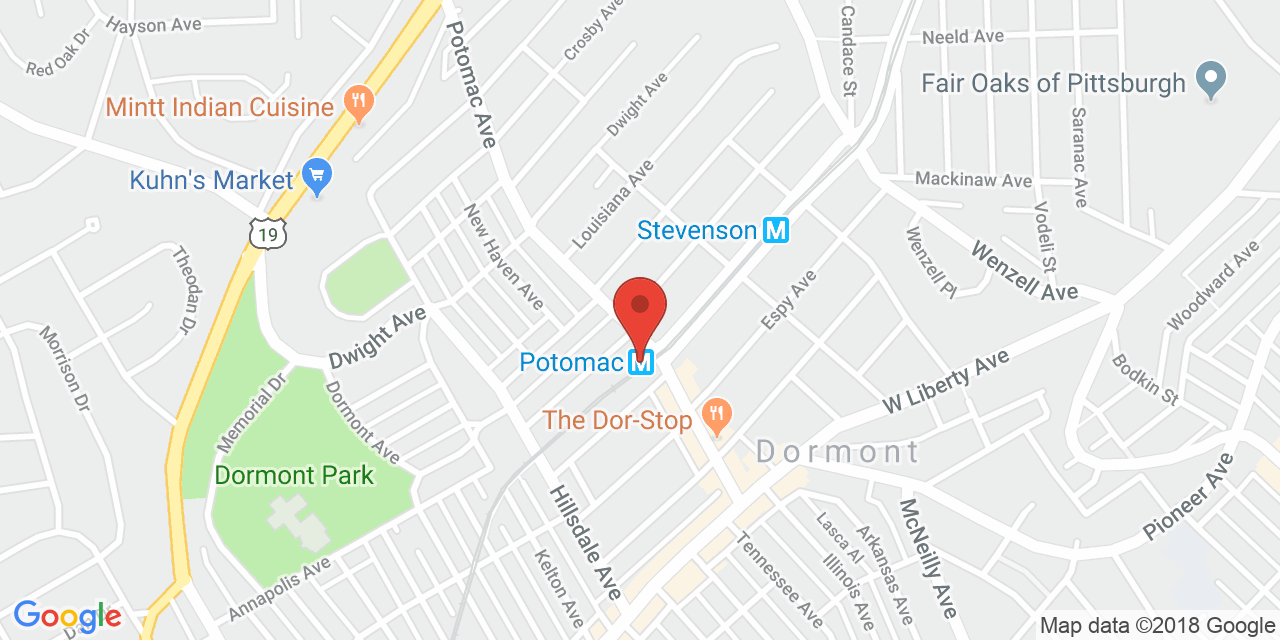 Hayson Ave
Red Oak Dr
Crosby Ave
Candace St
Neeld Ave
Potomac Ave
Mintt Indian Cuisine
Dwight Ave
Fair Oaks of Pittsburgh
Saranac Ave
Kuhn's Market
Louisiana Ave
Mackinaw Ave
19
New Haven Ave
Stevenson
M
Wenzell Pl
Wenzell Ave
Vodeli St
Woodward Ave
Theodan Dr
Espy Ave
Dwight Ave
Morrison Dr
Potomac
M
W Liberty Ave
Bodkin St
Memorial Dr
Dormont Ave
The Dor-Stop
Dormont
Dormont Park
Pioneer Ave
Hillsdale Ave
McNeilly Ave
Annapolis Ave
Kelton Ave
Tennessee Ave
Lasca Al
Illinois Ave
Arkansas Ave
Google
Map data ©2018 Google